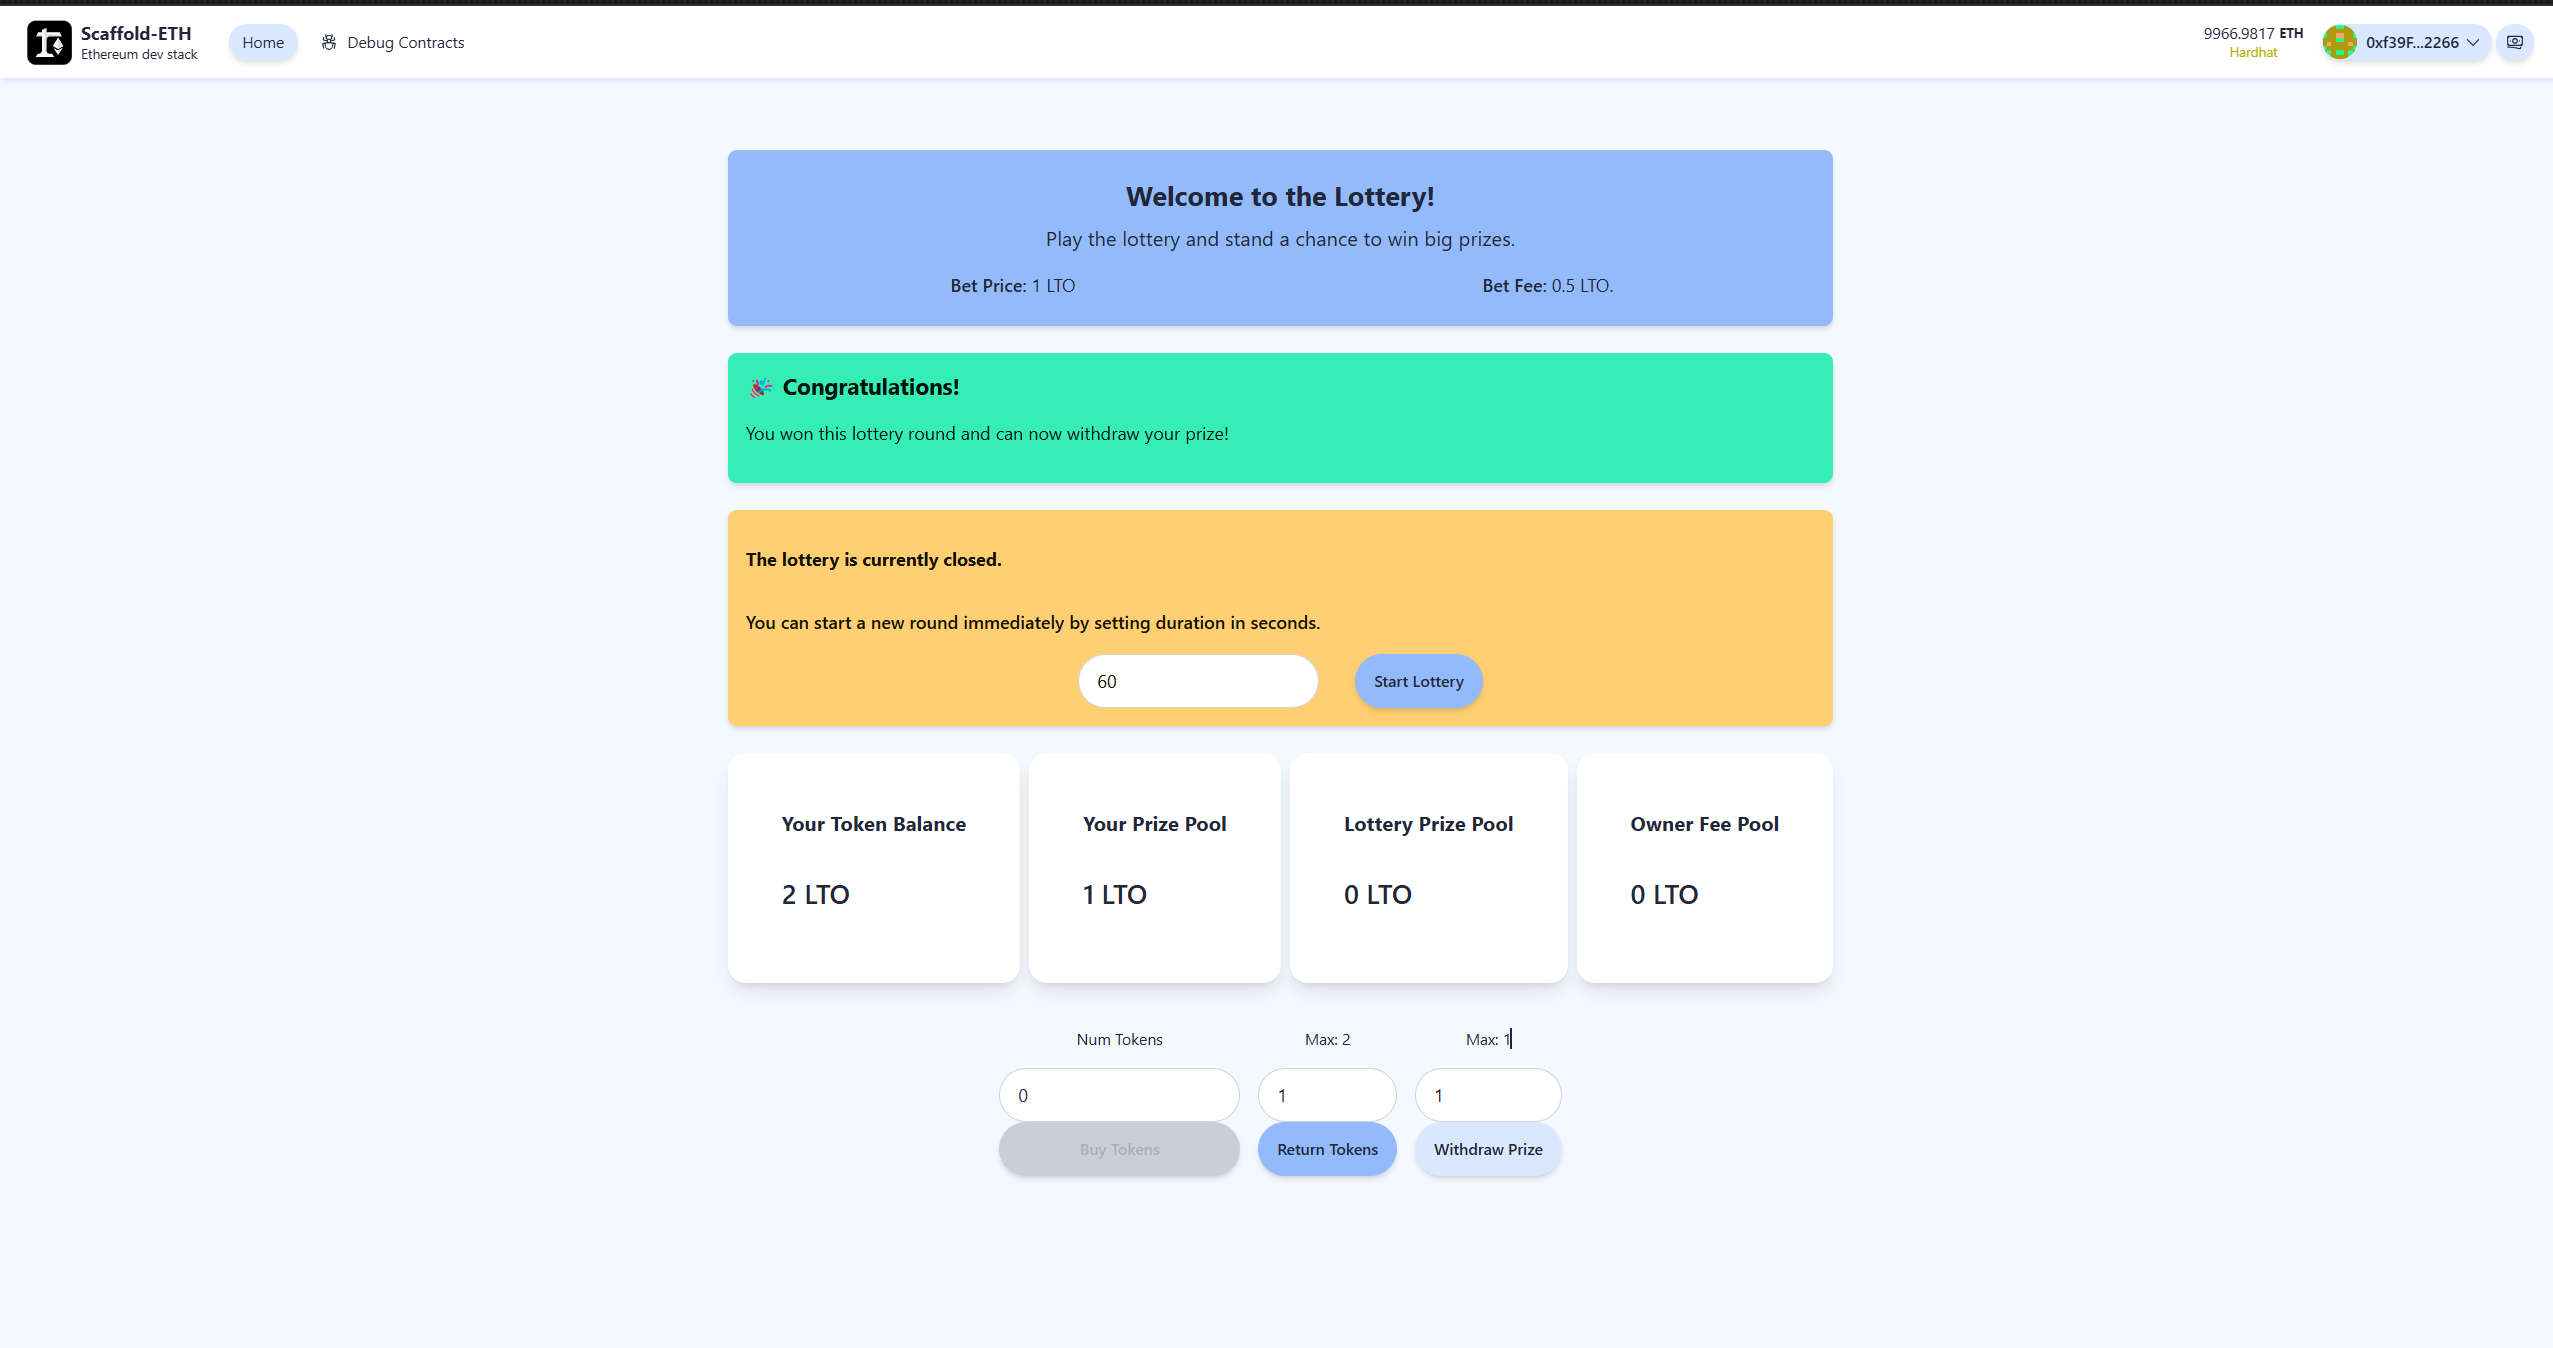 Scaffold-ETH
Ethereum dev stack
Home
Debug Contracts
9966.9817 ETH
Hardhat
0xf39F...2266
Welcome to the Lottery!
Play the lottery and stand a chance to win big prizes.
Bet Price: 1 LTO
Bet Fee: 0.5 LTO.
🎉 Congratulations!
You won this lottery round and can now withdraw your prize!
The lottery is currently closed.
You can start a new round immediately by setting duration in seconds.
60
Start Lottery
Your Token Balance
2 LTO
Your Prize Pool
1 LTO
Lottery Prize Pool
0 LTO
Owner Fee Pool
0 LTO
Num Tokens
0
Buy Tokens
Max: 2
1
Return Tokens
Max: 1
1
Withdraw Prize